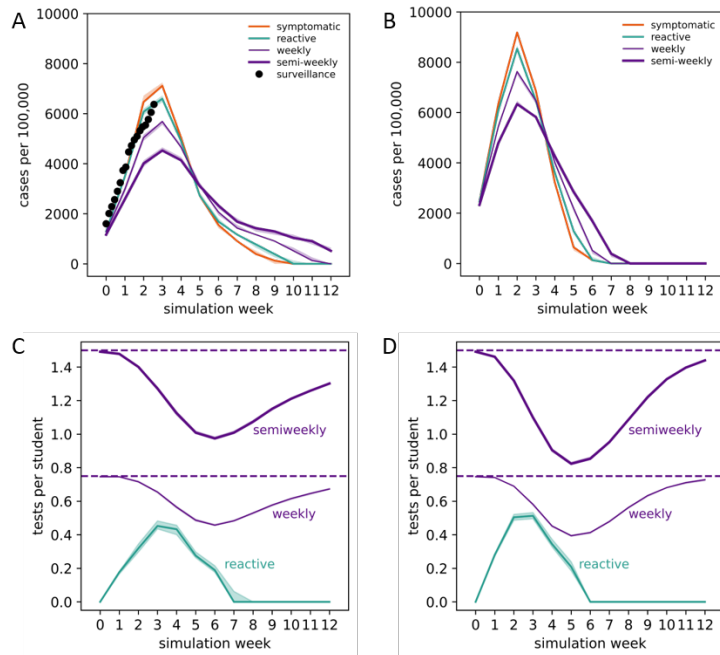 A
10000
8000
6000
4000
2000
0
cases per 100,000
symptomatic
reactive
weekly
semi-weekly
surveillance
0 1 2 3 4 5 6 7 8 9 10 11 12
simulation week
B
10000
8000
6000
4000
2000
0
cases per 100,000
symptomatic
reactive
weekly
semi-weekly
0 1 2 3 4 5 6 7 8 9 10 11 12
simulation week
C
1.4
1.2
1.0
0.8
0.6
0.4
0.2
0.0
tests per student
semiweekly
weekly
reactive
0 1 2 3 4 5 6 7 8 9 10 11 12
simulation week
D
1.4
1.2
1.0
0.8
0.6
0.4
0.2
0.0
tests per student
semiweekly
weekly
reactive
0 1 2 3 4 5 6 7 8 9 10 11 12
simulation week